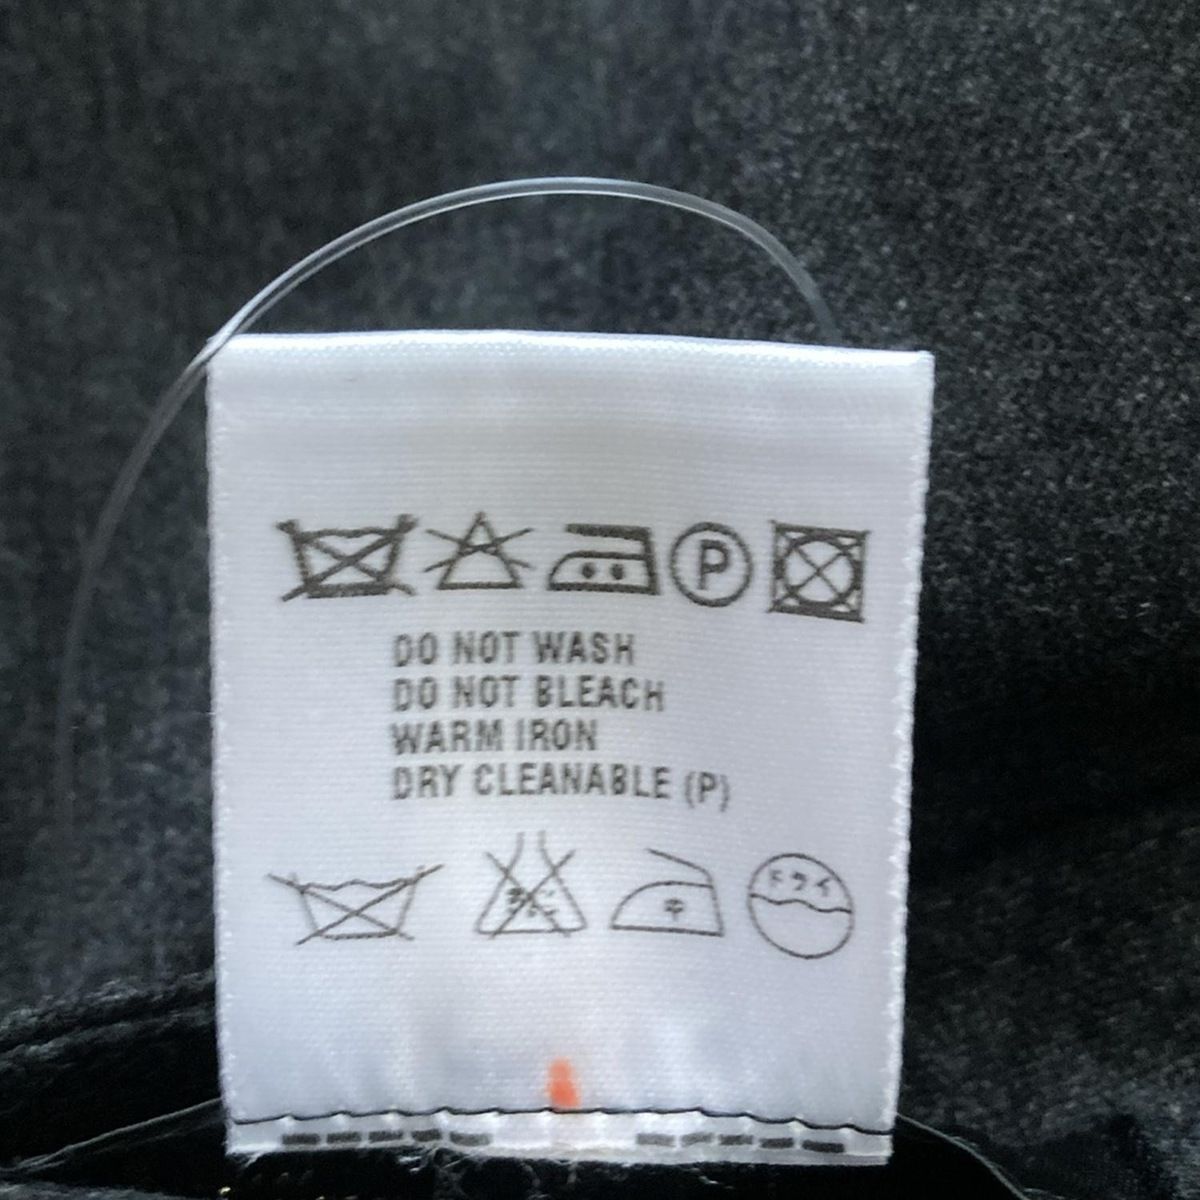 P
DO NOT WASH
DO NOT BLEACH
WARM IRON
DRY CLEANABLE (P)
中 ドライ